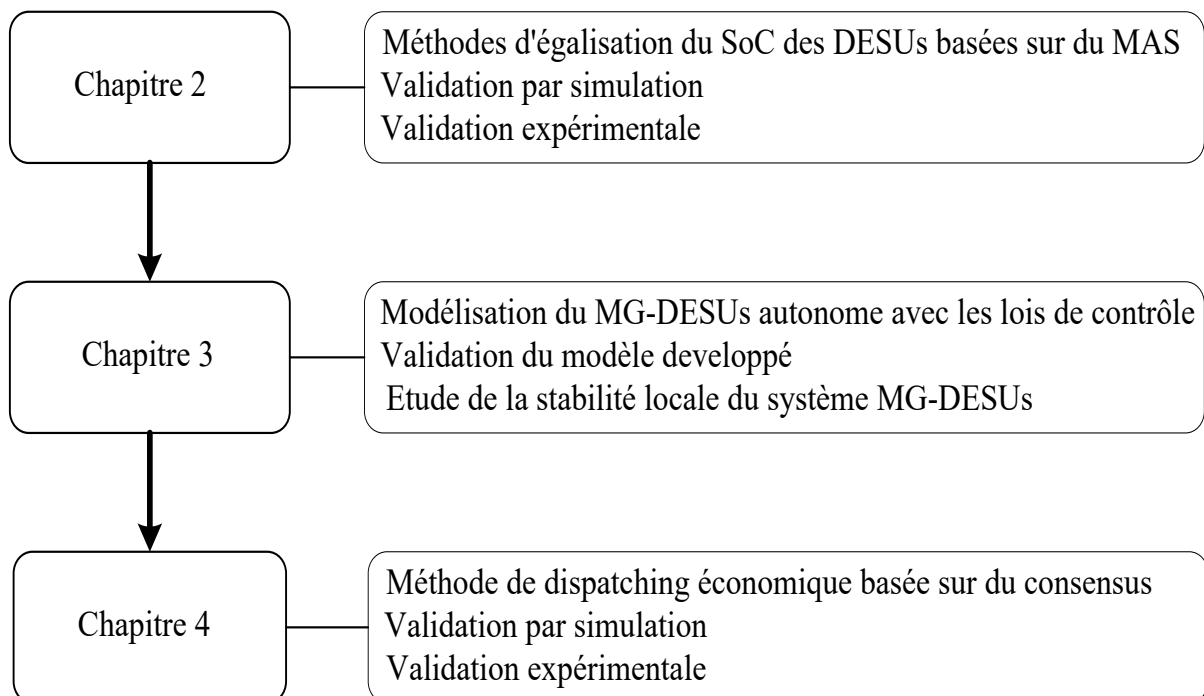 Chapitre 2
Méthodes d'égalisation du SoC des DESUs basées sur du MAS
Validation par simulation
Validation expérimentale
Chapitre 3
Modélisation du MG-DESUs autonome avec les lois de contrôle
Validation du modèle developpé
Etude de la stabilité locale du système MG-DESUs
Chapitre 4
Méthode de dispatching économique basée sur du consensus
Validation par simulation
Validation expérimentale